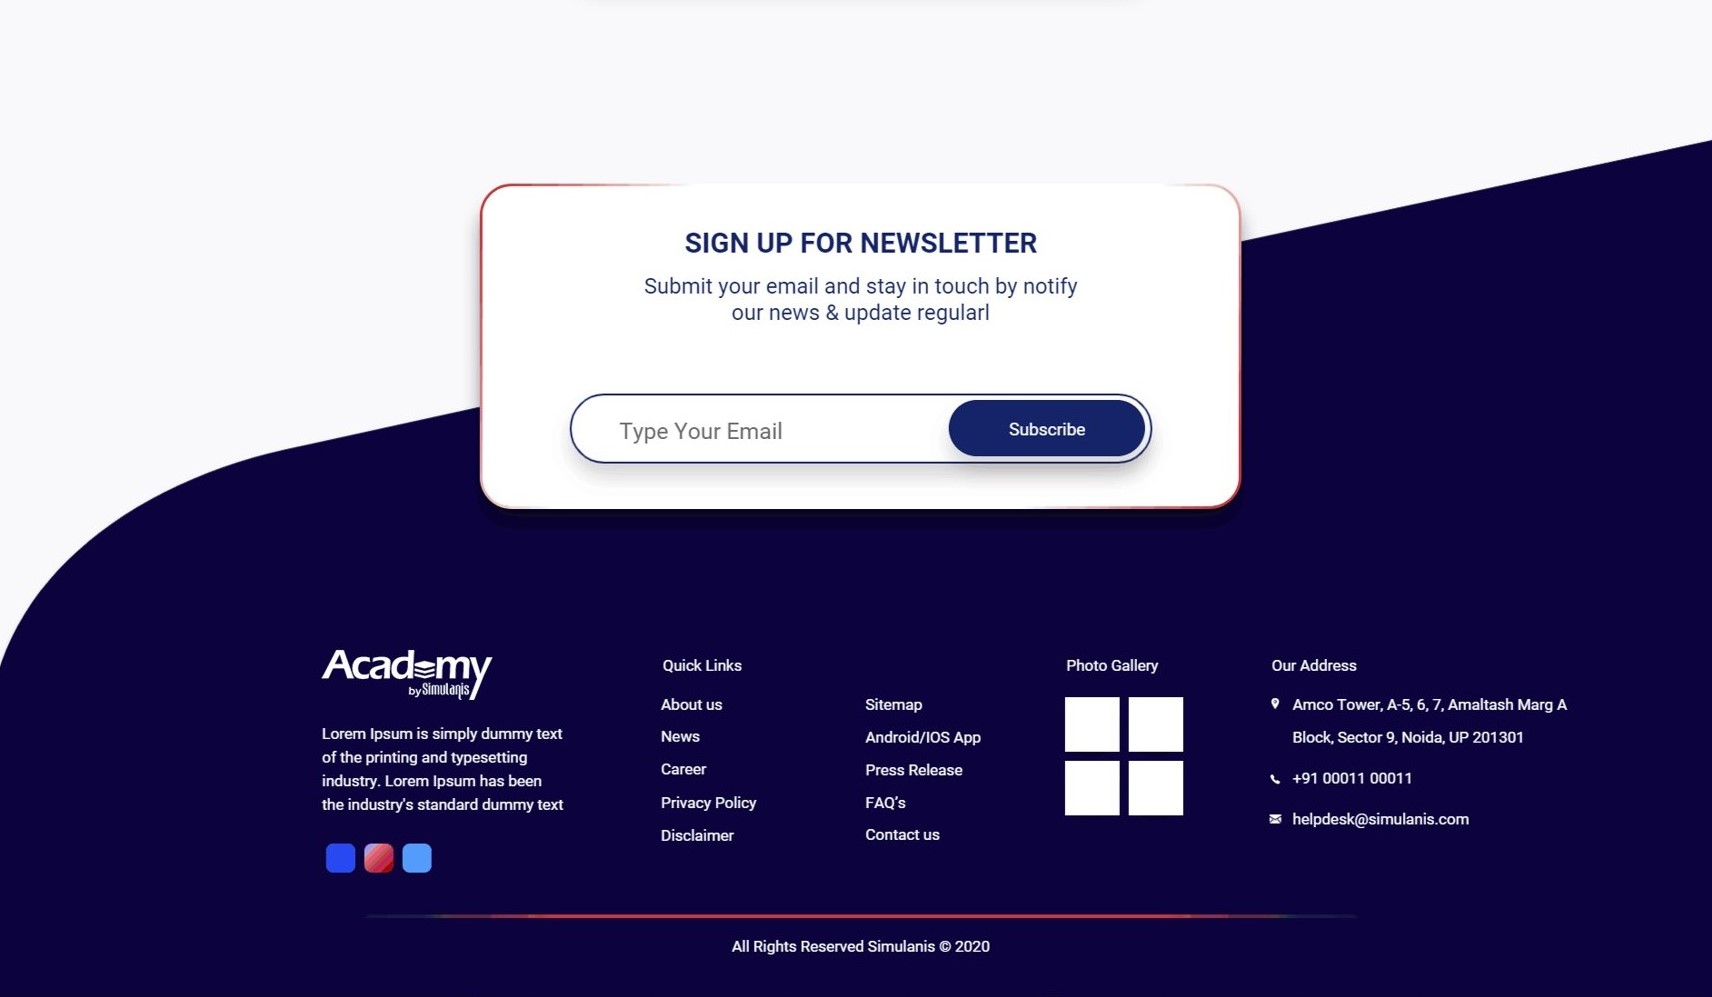 SIGN UP FOR NEWSLETTER
Submit your email and stay in touch by notify
our news & update regularl
Type Your Email
Subscribe
Academy
by Simulanis
Lorem Ipsum is simply dummy text
of the printing and typesetting
industry. Lorem Ipsum has been
the industry's standard dummy text
Quick Links
About us
News
Career
Privacy Policy
Disclaimer
Sitemap
Android/IOS App
Press Release
FAQ's
Contact us
Photo Gallery
Our Address
Amco Tower, A-5, 6, 7, Amaltash Marg A
Block, Sector 9, Noida, UP 201301
+91 00011 00011
helpdesk@simulanis.com
All Rights Reserved Simulanis © 2020